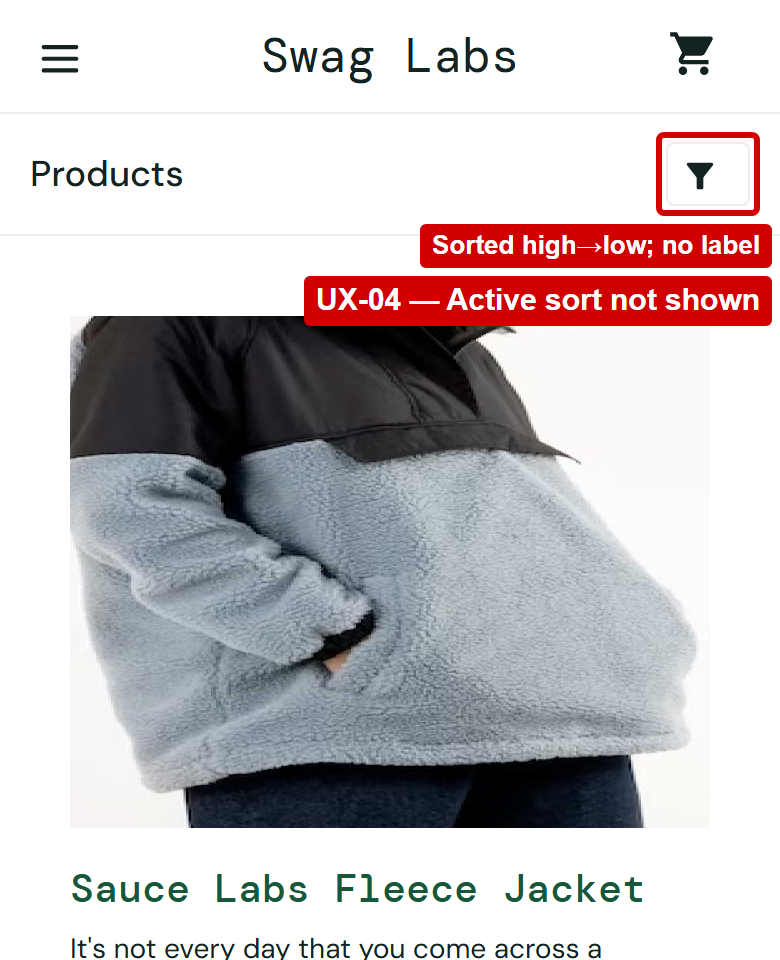 Swag Labs
Products
Sorted high→low; no label
UX-04 — Active sort not shown
Sauce Labs Fleece Jacket
It's not every day that you come across a